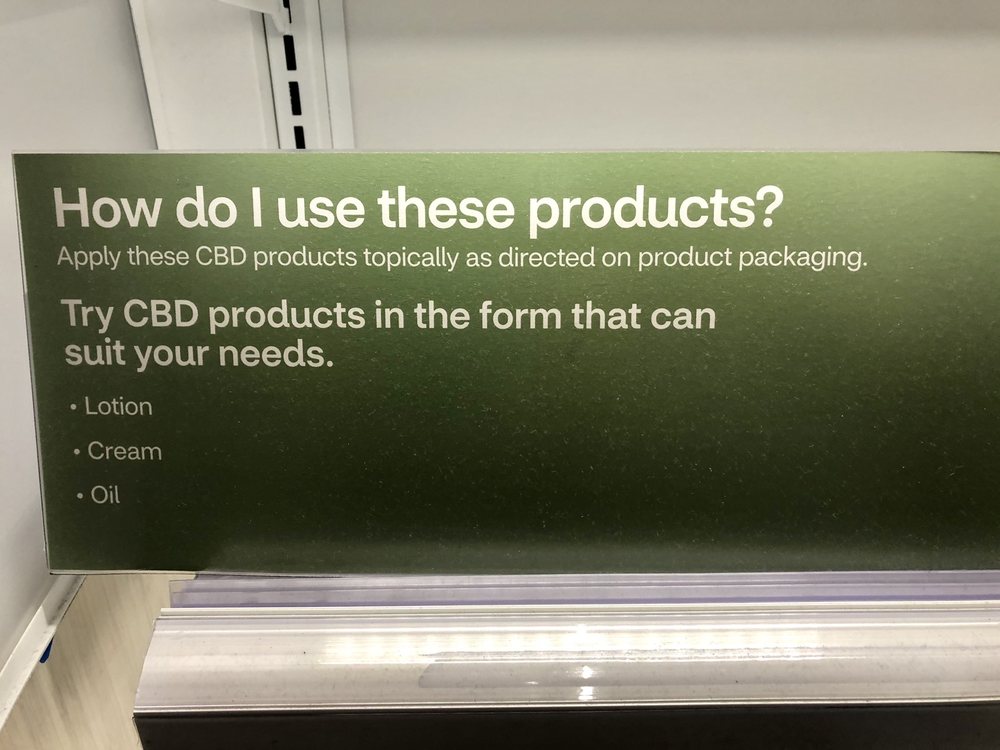 How do I use these products?
Apply these CBD products topically as directed on product packaging.
Try CBD products in the form that can
suit your needs.
• Lotion
• Cream
• Oil